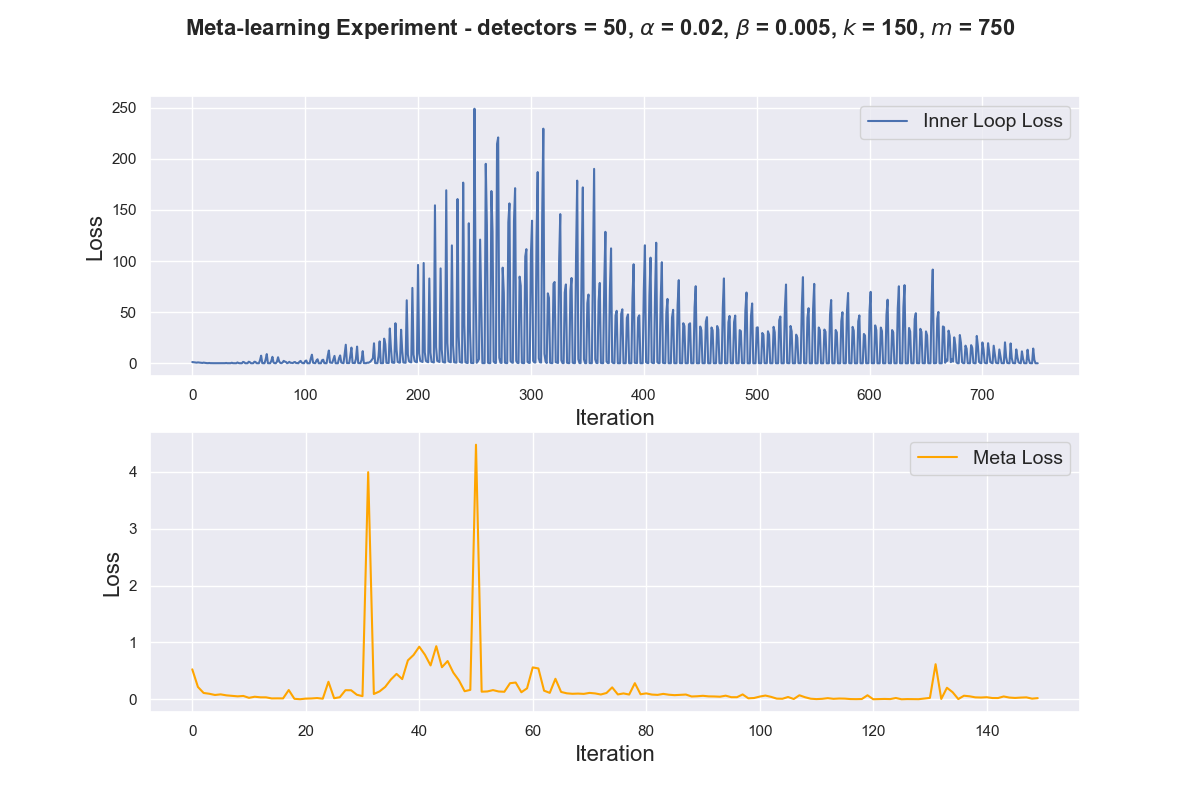 Meta-learning Experiment - detectors = 50, α = 0.02, β = 0.005, k = 150, m = 750
250
200
150
100
50
0
Loss
Inner Loop Loss
0 100 200 300 400 500 600 700
Iteration
4
3
2
1
0
Loss
Meta Loss
0 20 40 60 80 100 120 140
Iteration